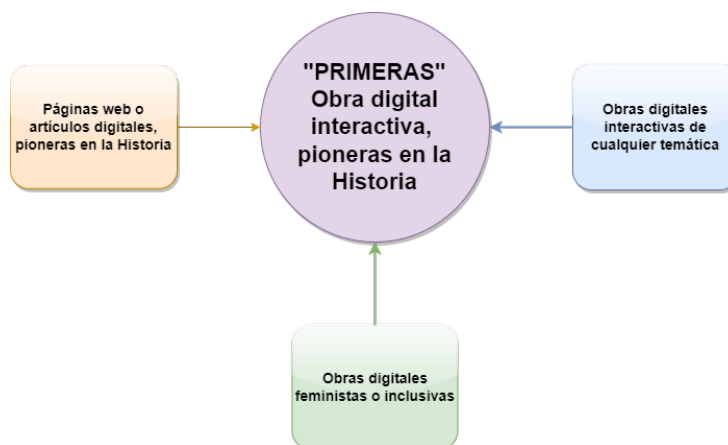 "PRIMERAS"
Obra digital
interactiva,
pioneras en la
Historia
Páginas web o
artículos digitales,
pioneras en la Historia
Obras digitales
interactivas de
cualquier temática
Obras digitales
feministas o inclusivas